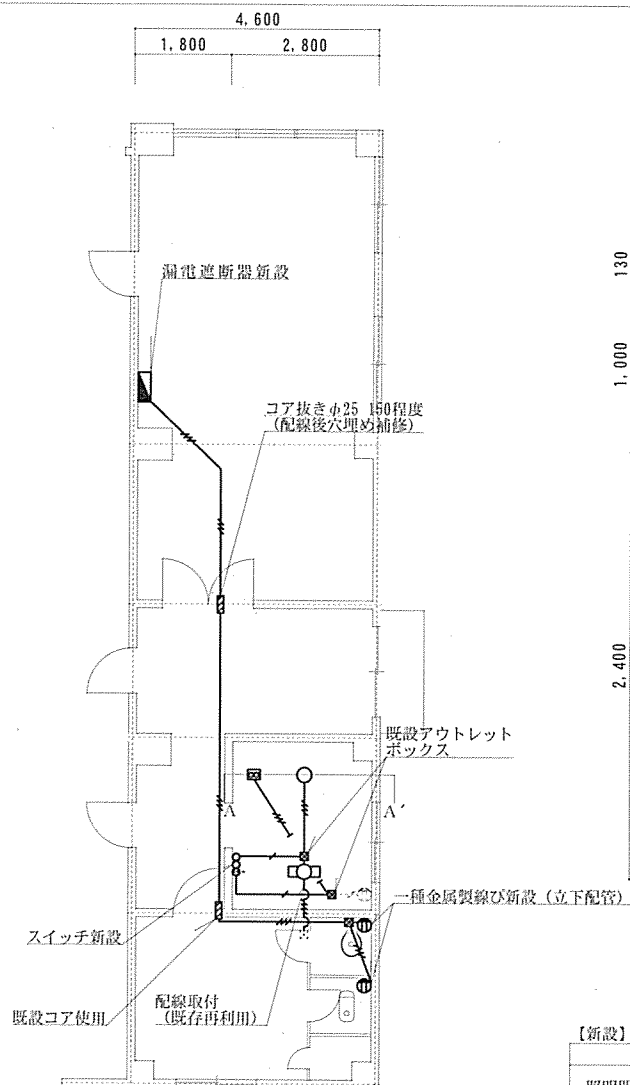 4,600
1,800
2,800
漏電遮断器新設
130
1,000
コア抜きφ25 150程度
(配線後穴埋め補修)
2,400
既設アウトレット
ボックス
A
A´
一種金属製線ぴ新設(立下配管)
スイッチ新設
配線取付
(既存再利用)
既設コア使用
【新設】